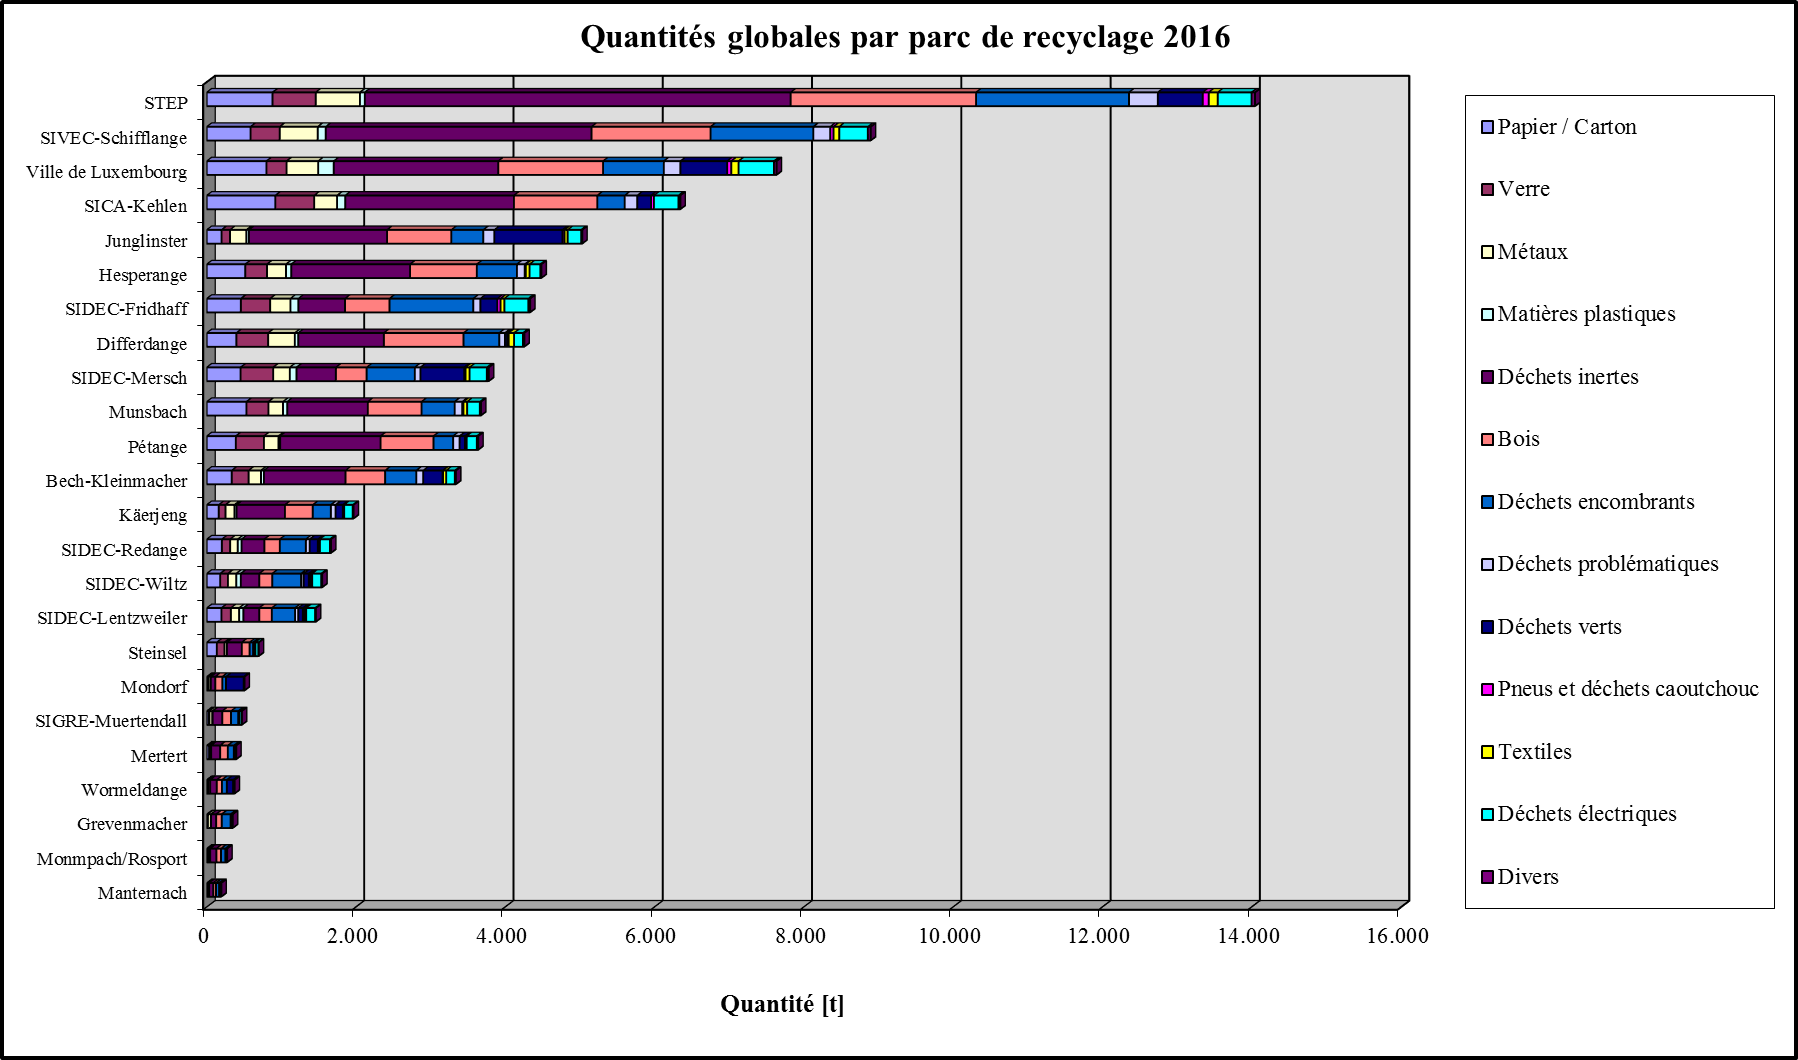 Quantités globales par parc de recyclage 2016
STEP
SIVEC-Schifflange
Ville de Luxembourg
SICA-Kehlen
Junglinster
Hesperange
SIDEC-Fridhaff
Differdange
SIDEC-Mersch
Munsbach
Pétange
Bech-Kleinmacher
Käerjeng
SIDEC-Redange
SIDEC-Wiltz
SIDEC-Lentzweiler
Steinsel
Mondorf
SIGRE-Muertendall
Mertert
Wormeldange
Grevenmacher
Monmpach/Rosport
Manternach
0 2.000 4.000 6.000 8.000 10.000 12.000 14.000 16.000
Quantité [t]
Papier / Carton
Verre
Métaux
Matières plastiques
Déchets inertes
Bois
Déchets encombrants
Déchets problématiques
Déchets verts
Pneus et déchets caoutchouc
Textiles
Déchets électriques
Divers